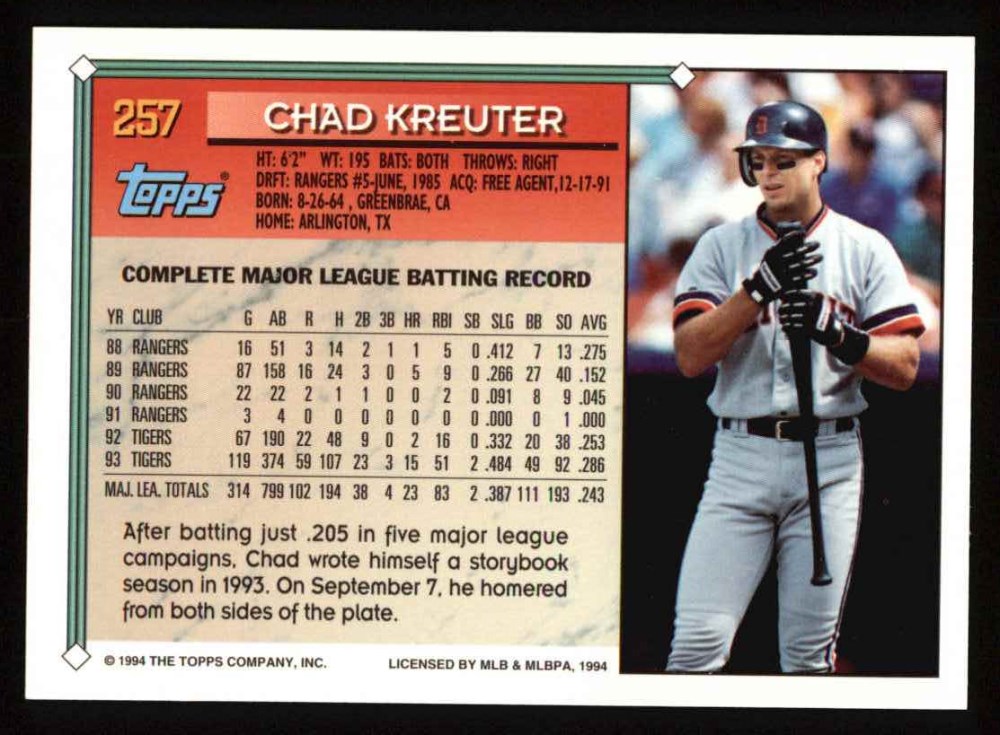 257
CHAD KREUTER
topps®
HT: 6'2" WT: 195 BATS: BOTH THROWS: RIGHT
DRFT: RANGERS #5-JUNE, 1985 ACQ: FREE AGENT,12-17-91
BORN: 8-26-64 , GREENBRAE, CA
HOME: ARLINGTON, TX
COMPLETE MAJOR LEAGUE BATTING RECORD
YR CLUB G AB R H 2B 3B HR RBI SB SLG BB SO AVG
88 RANGERS 16 51 3 14 2 1 1 5 0 .412 7 13 .275
89 RANGERS 87 158 16 24 3 0 5 9 0 .266 27 40 .152
90 RANGERS 22 22 2 1 1 0 0 2 0 .091 8 9 .045
91 RANGERS 3 4 0 0 0 0 0 0 0 .000 0 1 .000
92 TIGERS 67 190 22 48 9 0 2 16 0 .332 20 38 .253
93 TIGERS 119 374 59 107 23 3 15 51 2 .484 49 92 .286
MAJ. LEA. TOTALS 314 799 102 194 38 4 23 83 2 .387 111 193 .243
After batting just .205 in five major league
campaigns, Chad wrote himself a storybook
season in 1993. On September 7, he homered
from both sides of the plate.
© 1994 THE TOPPS COMPANY, INC. LICENSED BY MLB & MLBPA, 1994
D